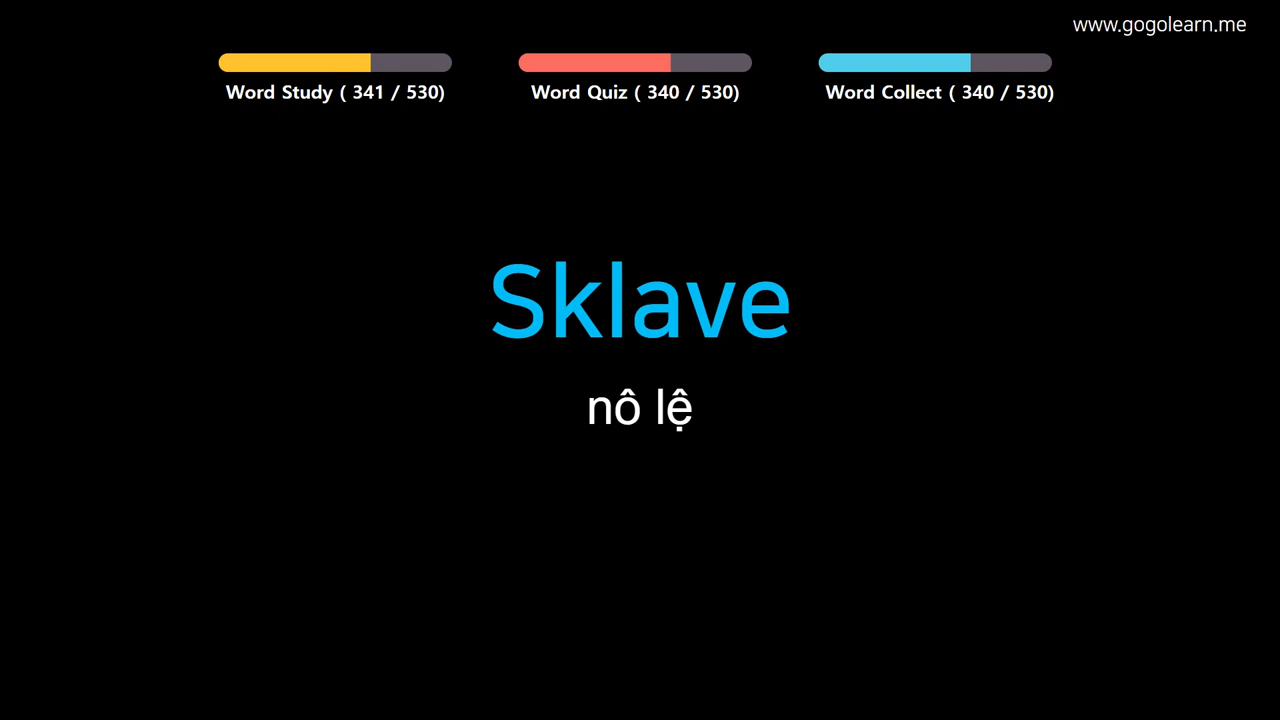 www.gogolearn.me
Word Study ( 341 / 530)
Word Quiz ( 340 / 530)
Word Collect ( 340 / 530)
Sklave
nô lệ